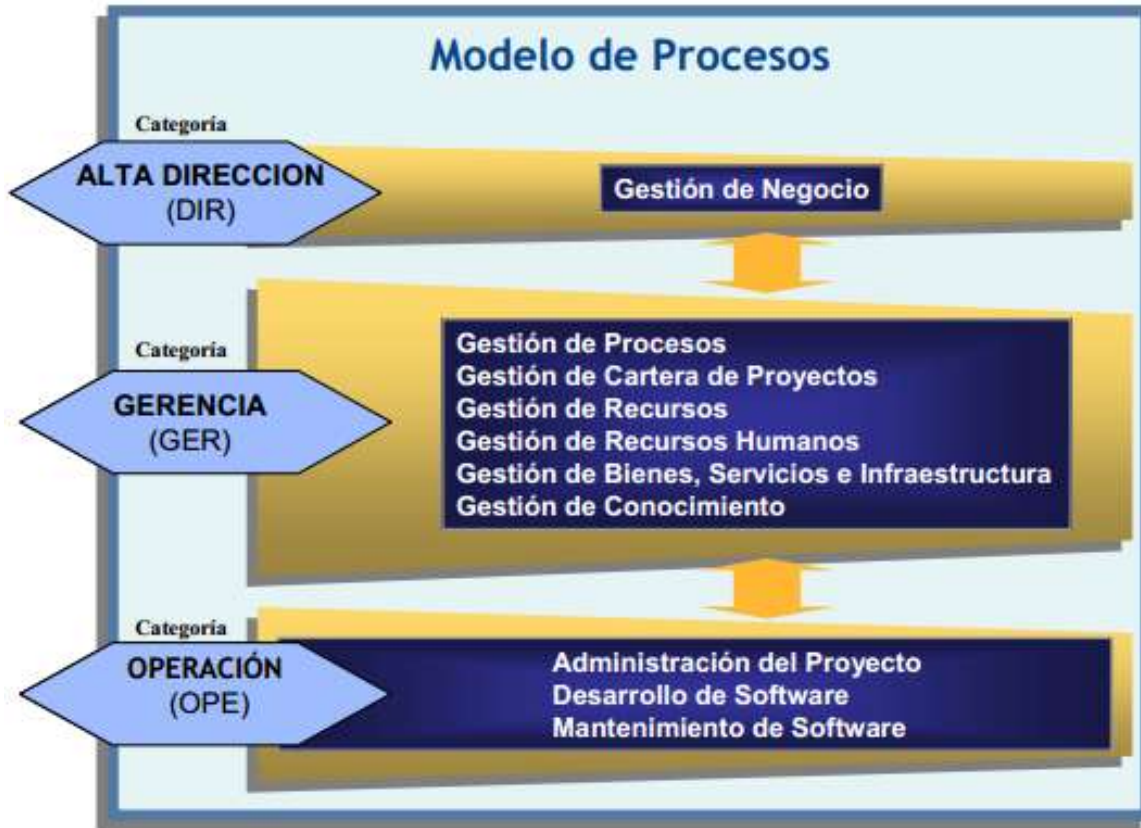 Modelo de Procesos
Categoría
ALTA DIRECCION
(DIR)
Gestión de Negocio
Categoría
GERENCIA
(GER)
Gestión de Procesos
Gestión de Cartera de Proyectos
Gestión de Recursos
Gestión de Recursos Humanos
Gestión de Bienes, Servicios e Infraestructura
Gestión de Conocimiento
Categoría
OPERACIÓN
(OPE)
Administración del Proyecto
Desarrollo de Software
Mantenimiento de Software